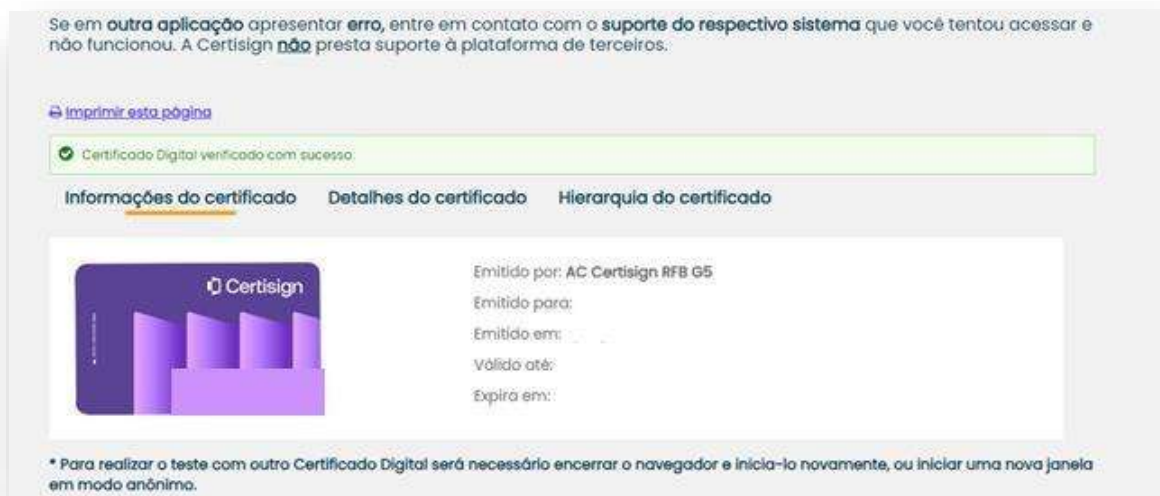 Se em outra aplicação apresentar erro, entre em contato com o suporte do respectivo sistema que você tentou acessar e
não funcionou. A Certisign não presta suporte à plataforma de terceiros.
Imprimir esta página
Certificado Digital verificado com sucesso.
Informações do certificado Detalhes do certificado Hierarquia do certificado
Certisign
Emitido por: AC Certisign RFB G5
Emitido para:
Emitido em:
Válido até:
Expira em:
* Para realizar o teste com outro Certificado Digital será necessário encerrar o navegador e inicia-lo novamente, ou iniciar uma nova janela
em modo anônimo.